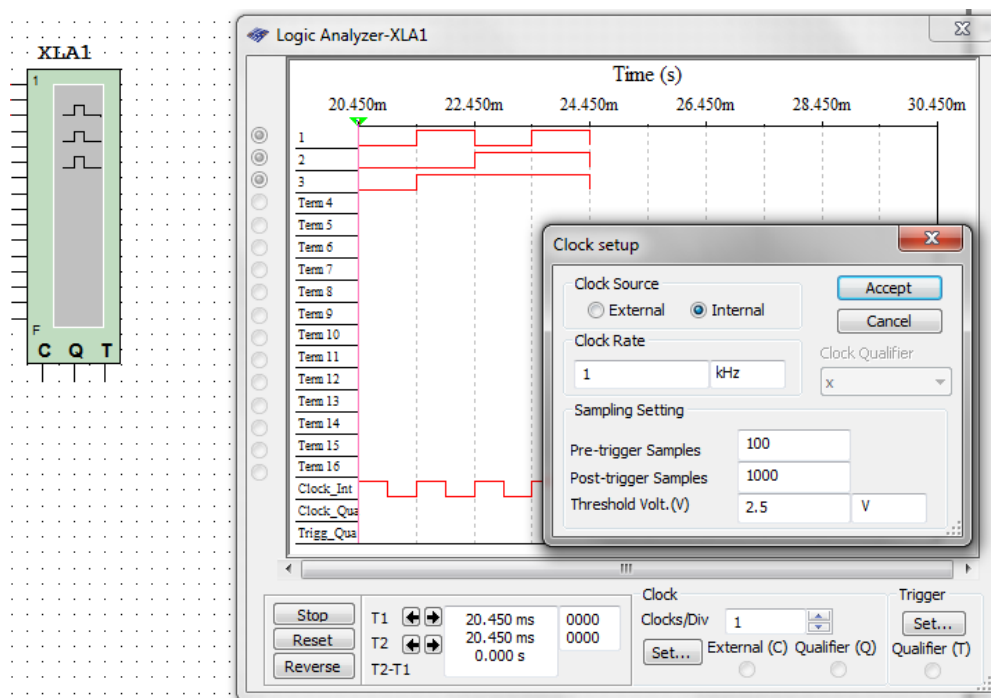 XLA1
1
F
C Q T
Logic Analyzer-XLA1
Time (s)
20.450m 22.450m 24.450m 26.450m 28.450m 30.450m
1
2
3
Term 4
Term 5
Term 6
Term 7
Term 8
Term 9
Term 10
Term 11
Term 12
Term 13
Term 14
Term 15
Term 16
Clock_Int
Clock_Qua
Trigg_Qua
Clock setup
Clock Source
External Internal
Accept
Cancel
Clock Rate
1 kHz
Clock Qualifier
x
Sampling Setting
Pre-trigger Samples 100
Post-trigger Samples 1000
Threshold Volt.(V) 2.5 V
Stop
Reset
Reverse
T1 20.450 ms 0000
T2 20.450 ms 0000
T2-T1 0.000 s
Clock
Clocks/Div 1
Set... External (C) Qualifier (Q)
Trigger
Set...
Qualifier (T)